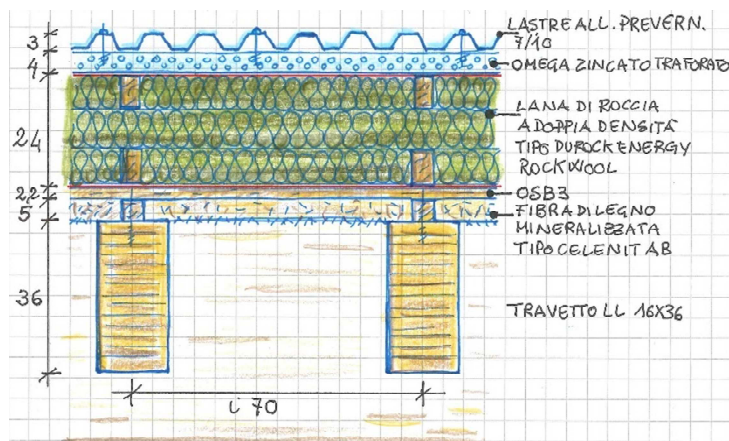 LASTRE ALL. PREVERN.
7/10
OMEGA ZINCATO TRAFORATO
LANA DI ROCCIA
A DOPPIA DENSITÀ
TIPO DUROCK ENERGY
ROCKWOOL
OSB3
FIBRA DI LEGNO
MINERALIZZATA
TIPO CELENIT AB
TRAVETTO LL 16X36
3
4
24
2,2
5
36
i 70